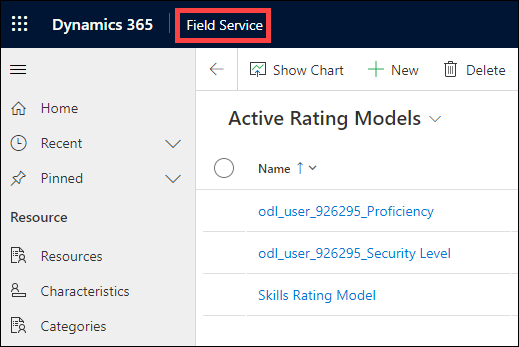 Dynamics 365 Field Service
Show Chart New Delete
Home
Recent
Pinned
Resource
Resources
Characteristics
Categories
Active Rating Models
Name
odl_user_926295_Proficiency
odl_user_926295_Security Level
Skills Rating Model